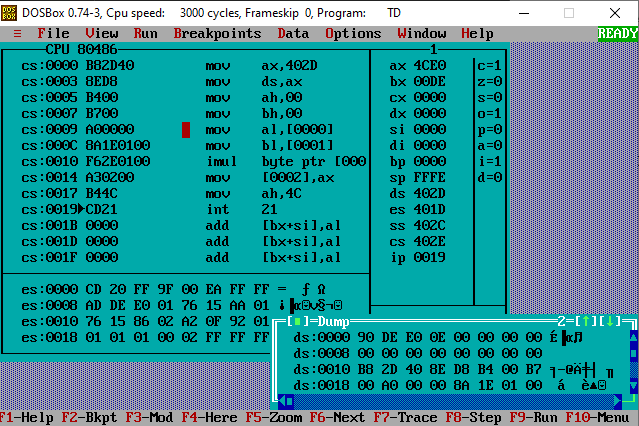 DOSBox 0.74-3, Cpu speed: 3000 cycles, Frameskip 0, Program: TD
≡ File View Run Breakpoints Data Options Window Help READY
CPU 80486 1
cs:0000 B82D40 mov ax,402D ax 4CE0 c=1
cs:0003 8ED8 mov ds,ax bx 00DE z=0
cs:0005 B400 mov ah,00 cx 0000 s=0
cs:0007 B700 mov bh,00 dx 0000 o=1
cs:0009 A00000 mov al,[0000] si 0000 p=0
cs:000C 8A1E0100 mov bl,[0001] di 0000 a=0
cs:0010 F62E0100 imul byte ptr [000 bp 0000 i=1
cs:0014 A30200 mov [0002],ax sp FFFE d=0
cs:0017 B44C mov ah,4C ds 402D
cs:0019►CD21 int 21 es 401D
cs:001B 0000 add [bx+si],al ss 402C
cs:001D 0000 add [bx+si],al cs 402E
cs:001F 0000 add [bx+si],al ip 0019
es:0000 CD 20 FF 9F 00 EA FF FF = ƒ Ω
es:0008 AD DE E0 01 76 15 AA 01 ¡▐α☺v§¬☺
es:0010 76 15 86 02 A2 0F 92 01
es:0018 01 01 01 00 02 FF FF FF
[■]=Dump 2=[↑][↓]
ds:0000 90 DE E0 0E 00 00 00 00 É▐α♫
ds:0008 00 00 00 00 00 00 00 00
ds:0010 B8 2D 40 8E D8 B4 00 B7 ╕-@Ä╪┤ ╖
ds:0018 00 A0 00 00 8A 1E 01 00 á è▲☺
F1-Help F2-Bkpt F3-Mod F4-Here F5-Zoom F6-Next F7-Trace F8-Step F9-Run F10-Menu